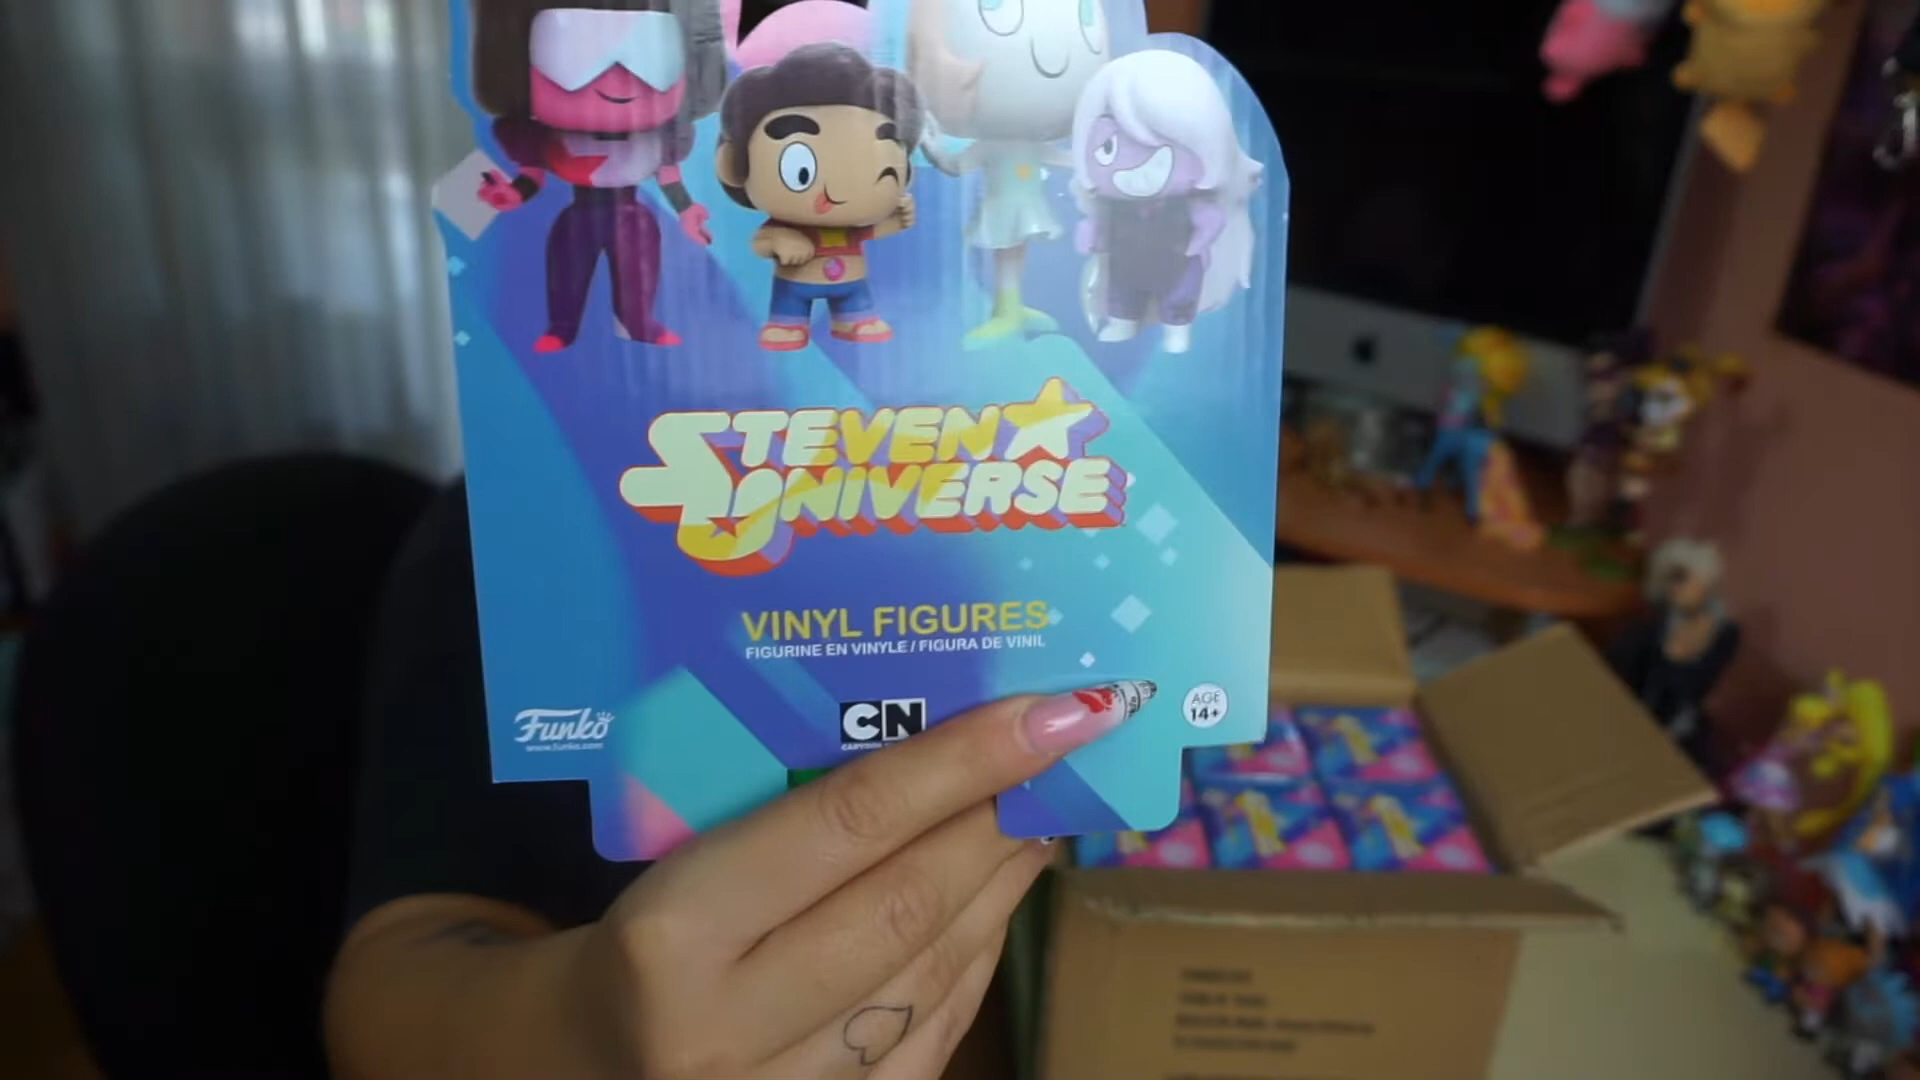 STEVEN
UNIVERSE
VINYL FIGURES
FIGURINE EN VINYLE / FIGURA DE VINIL
Funko
www.funko.com
CN
AGE
14+